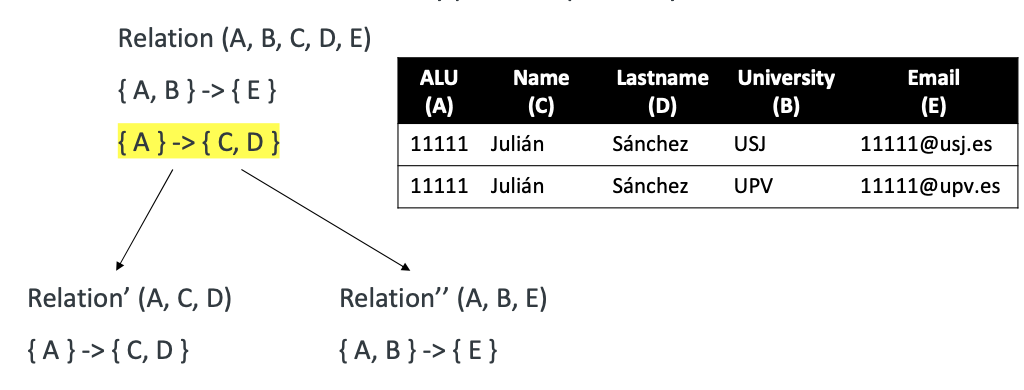 Relation (A, B, C, D, E)
{ A, B } -> { E }
{ A } -> { C, D }
ALU (A) Name (C) Lastname (D) University (B) Email (E)
11111 Julián Sánchez USJ 11111@usj.es
11111 Julián Sánchez UPV 11111@upv.es
Relation’ (A, C, D) Relation’’ (A, B, E)
{ A } -> { C, D } { A, B } -> { E }